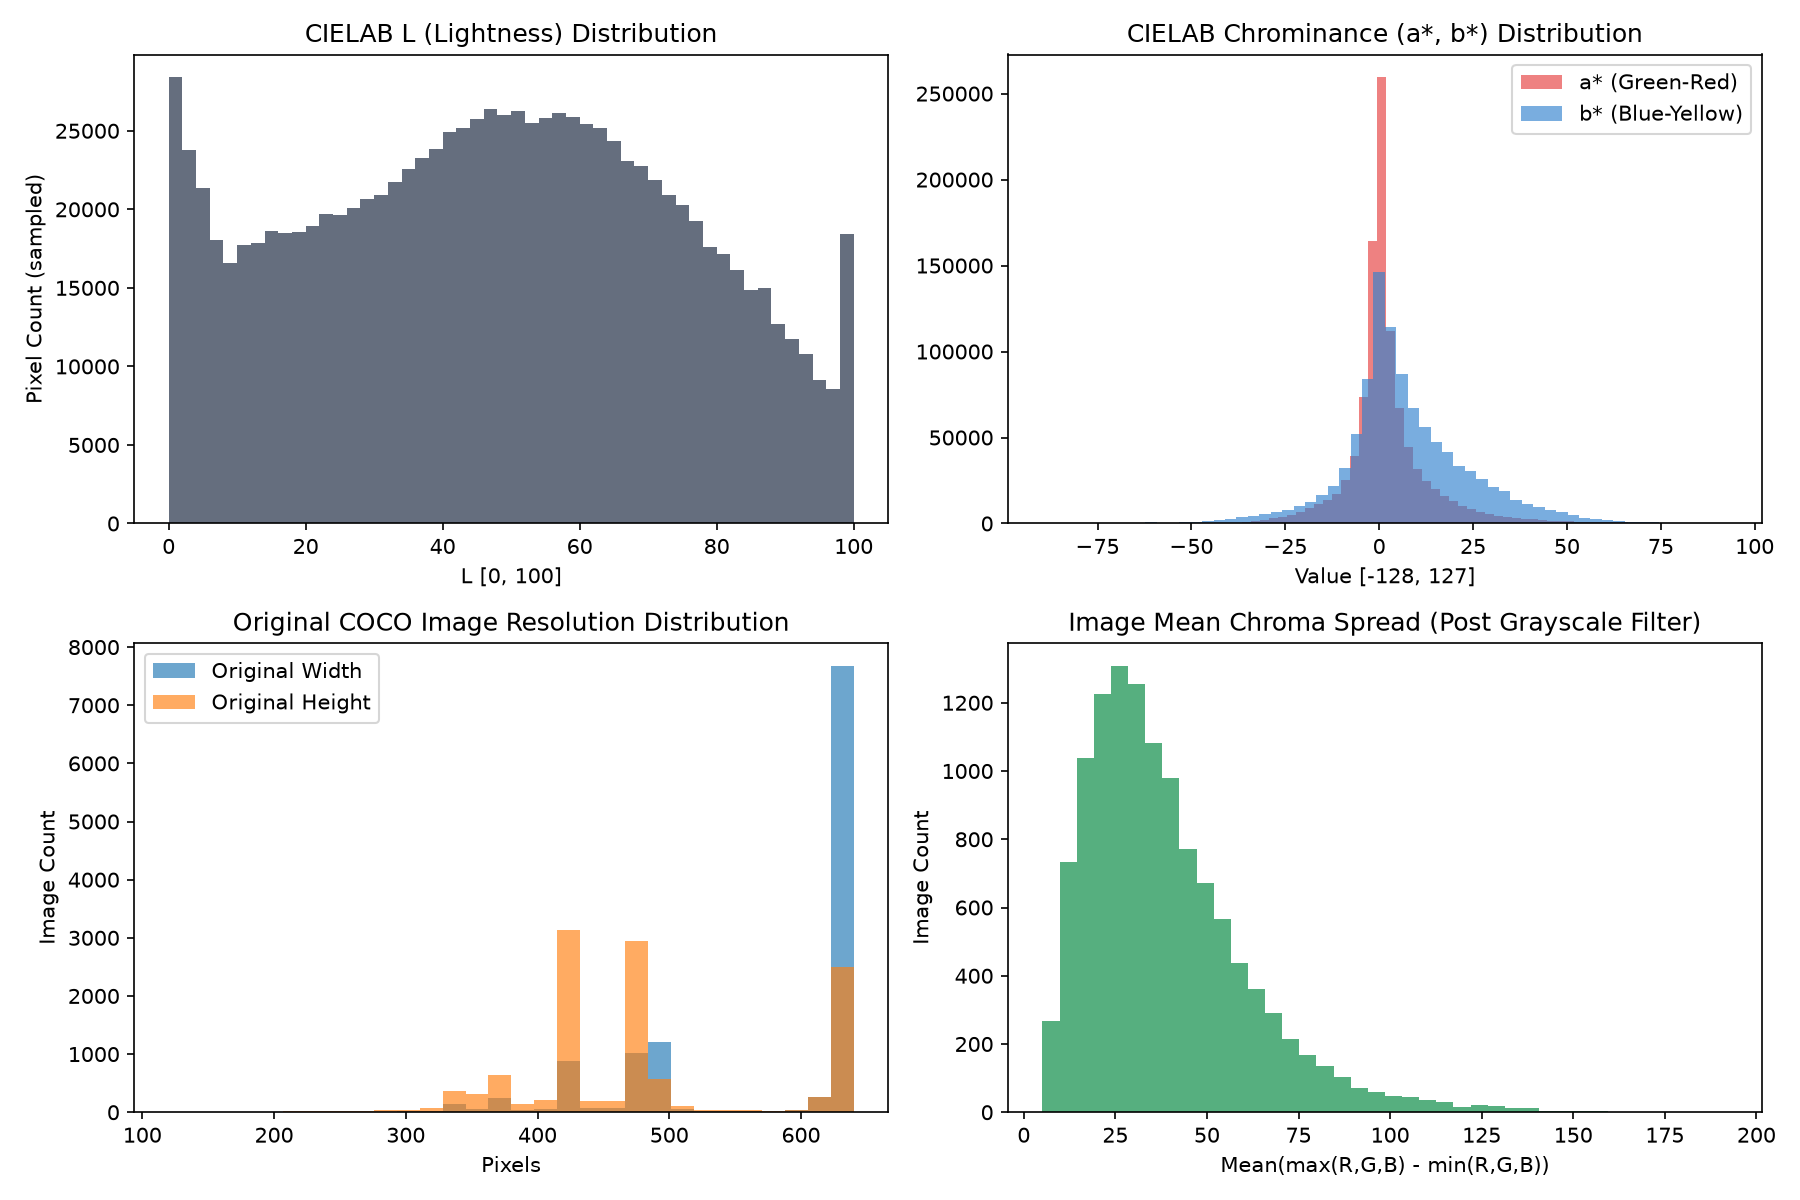 CIELAB L (Lightness) Distribution
Pixel Count (sampled)
25000
20000
15000
10000
5000
0
0 20 40 60 80 100
L [0, 100]
CIELAB Chrominance (a*, b*) Distribution
a* (Green-Red)
b* (Blue-Yellow)
250000
200000
150000
100000
50000
0
−75 −50 −25 0 25 50 75 100
Value [-128, 127]
Original COCO Image Resolution Distribution
Original Width
Original Height
Image Count
8000
7000
6000
5000
4000
3000
2000
1000
0
100 200 300 400 500 600
Pixels
Image Mean Chroma Spread (Post Grayscale Filter)
Image Count
1200
1000
800
600
400
200
0
0 25 50 75 100 125 150 175 200
Mean(max(R,G,B) - min(R,G,B))